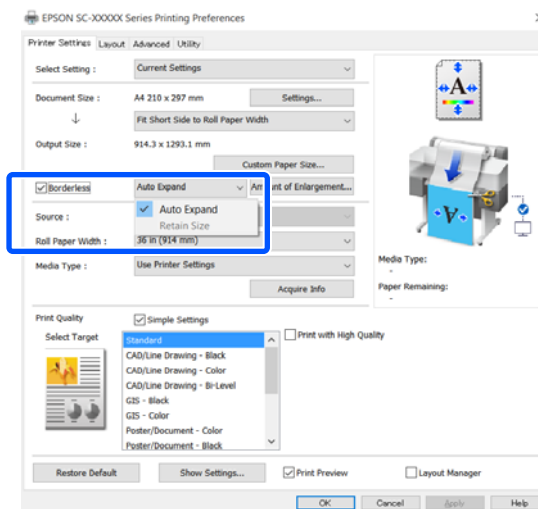 EPSON SC-XXXXX Series Printing Preferences
Printer Settings Layout Advanced Utility
Select Setting : Current Settings
Document Size : A4 210 x 297 mm Settings...
Fit Short Side to Roll Paper Width
Output Size : 914.3 x 1293.1 mm
Custom Paper Size...
Borderless Auto Expand Amount of Enlargement...
Auto Expand
Source :
Retain Size
Roll Paper Width : 36 in (914 mm)
Media Type : Use Printer Settings
Acquire Info
A
Media Type:
-
Paper Remaining:
-
Print Quality Simple Settings
Select Target
Standard
CAD/Line Drawing - Black
CAD/Line Drawing - Color
CAD/Line Drawing - Bi-Level
GIS - Black
GIS - Color
Poster/Document - Color
Poster/Document - Black
Print with High Quality
Restore Default Show Settings... Print Preview Layout Manager
OK Cancel Apply Help